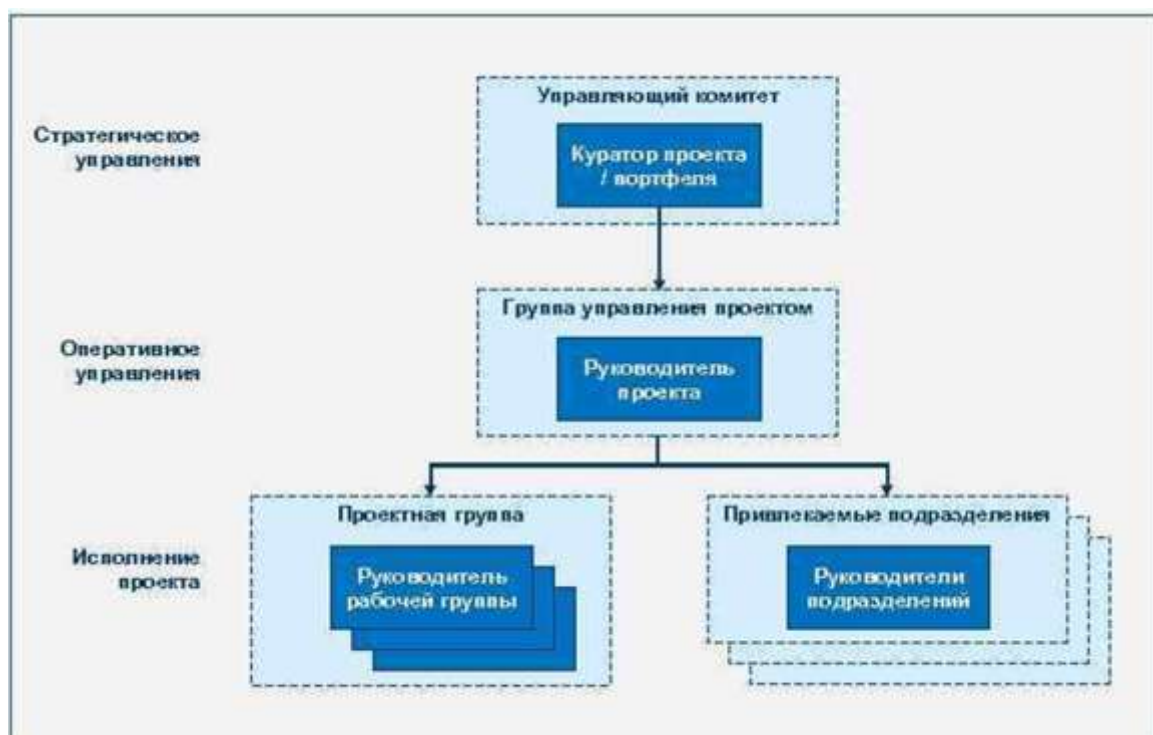 Управляющий комитет
Стратегическое
управления
Куратор проекта
/ портфеля
Группа управления проектом
Оперативное
управления
Руководитель
проекта
Проектная группа
Привлекаемые подразделения
Исполнение
проекта
Руководитель
рабочей группы
Руководители
подразделений